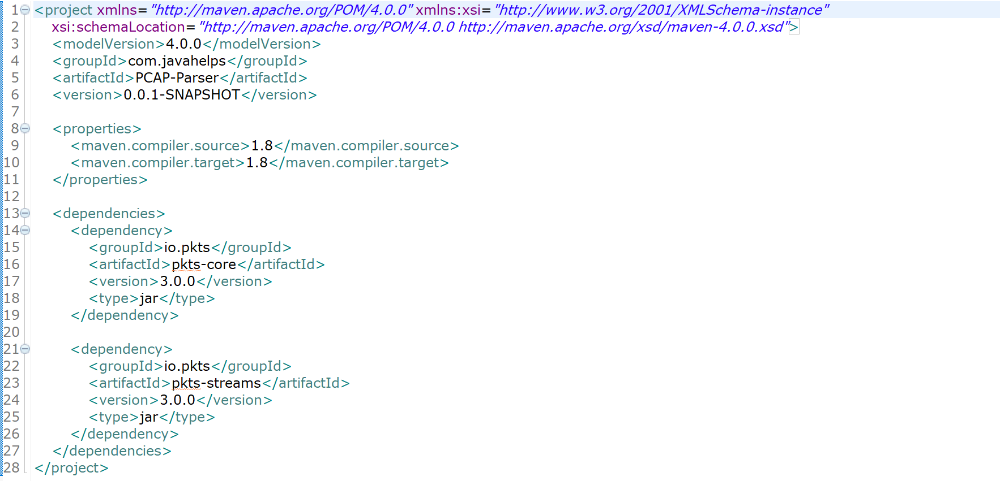 1 <project xmlns="http://maven.apache.org/POM/4.0.0" xmlns:xsi="http://www.w3.org/2001/XMLSchema-instance"
2 xsi:schemaLocation="http://maven.apache.org/POM/4.0.0 http://maven.apache.org/xsd/maven-4.0.0.xsd">
3 <modelVersion>4.0.0</modelVersion>
4 <groupId>com.javahelps</groupId>
5 <artifactId>PCAP-Parser</artifactId>
6 <version>0.0.1-SNAPSHOT</version>
7
8 <properties>
9 <maven.compiler.source>1.8</maven.compiler.source>
10 <maven.compiler.target>1.8</maven.compiler.target>
11 </properties>
12
13 <dependencies>
14 <dependency>
15 <groupId>io.pkts</groupId>
16 <artifactId>pkts-core</artifactId>
17 <version>3.0.0</version>
18 <type>jar</type>
19 </dependency>
20
21 <dependency>
22 <groupId>io.pkts</groupId>
23 <artifactId>pkts-streams</artifactId>
24 <version>3.0.0</version>
25 <type>jar</type>
26 </dependency>
27 </dependencies>
28 </project>